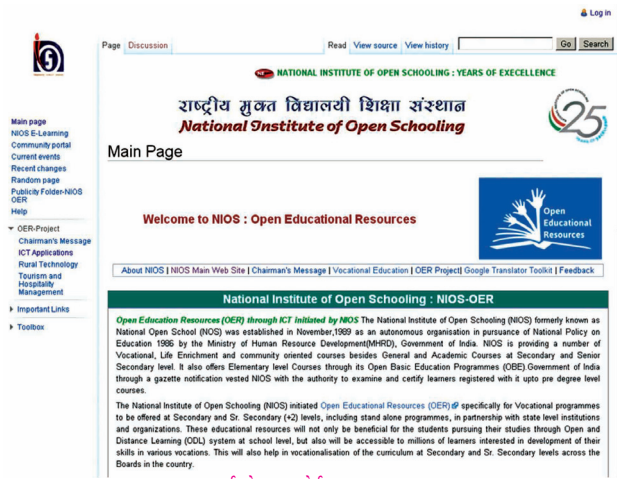 Log in
Page Discussion Read View source View history Go Search
NATIONAL INSTITUTE OF OPEN SCHOOLING : YEARS OF EXECELLENCE
राष्ट्रीय मुक्त विद्यालयी शिक्षा संस्थान
National Institute of Open Schooling
25
Main Page
Main page
NIOS E-Learning
Community portal
Current events
Recent changes
Random page
Publicity Folder-NIOS
OER
Help
OER-Project
Chairman's Message
ICT Applications
Rural Technology
Tourism and
Hospitality
Management
Important Links
Toolbox
Welcome to NIOS : Open Educational Resources
Open
Educational
Resources
About NIOS | NIOS Main Web Site | Chairman's Message | Vocational Education | OER Project| Google Translator Toolkit | Feedback
National Institute of Open Schooling : NIOS-OER
Open Education Resources (OER) through ICT initiated by NIOS The National Institute of Open Schooling (NIOS) formerly known as
National Open School (NOS) was established in November,1989 as an autonomous organisation in pursuance of National Policy on
Education 1986 by the Ministry of Human Resource Development(MHRD), Government of India. NIOS is providing a number of
Vocational, Life Enrichment and community oriented courses besides General and Academic Courses at Secondary and Senior
Secondary level. It also offers Elementary level Courses through its Open Basic Education Programmes (OBE).Government of India
through a gazette notification vested NIOS with the authority to examine and certify learners registered with it upto pre degree level
courses.
The National Institute of Open Schooling (NIOS) initiated Open Educational Resources (OER) specifically for Vocational programmes
to be offered at Secondary and Sr. Secondary (+2) levels, including stand alone programmes, in partnership with state level institutions
and organizations. These educational resources will not only be beneficial for the students pursuing their studies through Open and
Distance Learning (ODL) system at school level, but also will be accessible to millions of learners interested in development of their
skills in various vocations. This will also help in vocationalisation of the curriculum at Secondary and Sr. Secondary levels across the
Boards in the country.